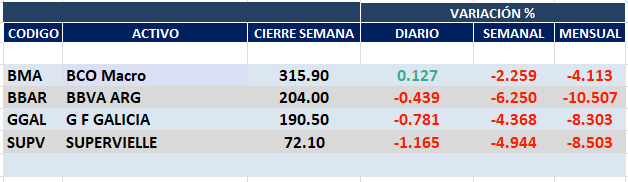 VARIACIÓN %
CODIGO ACTIVO CIERRE SEMANA DIARIO SEMANAL MENSUAL
BMA BCO Macro 315.90 0.127 -2.259 -4.113
BBAR BBVA ARG 204.00 -0.439 -6.250 -10.507
GGAL G F GALICIA 190.50 -0.781 -4.368 -8.303
SUPV SUPERVIELLE 72.10 -1.165 -4.944 -8.503